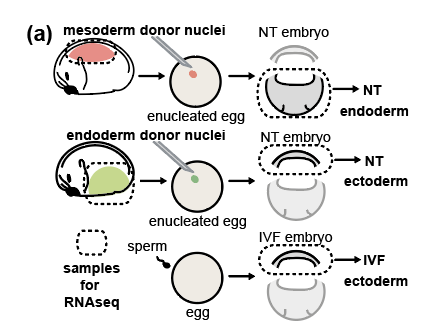 (a) mesoderm donor nuclei
NT embryo
enucleated egg
NT
endoderm
endoderm donor nuclei
NT embryo
enucleated egg
NT
ectoderm
samples
for
RNAseq
sperm
egg
IVF embryo
IVF
ectoderm